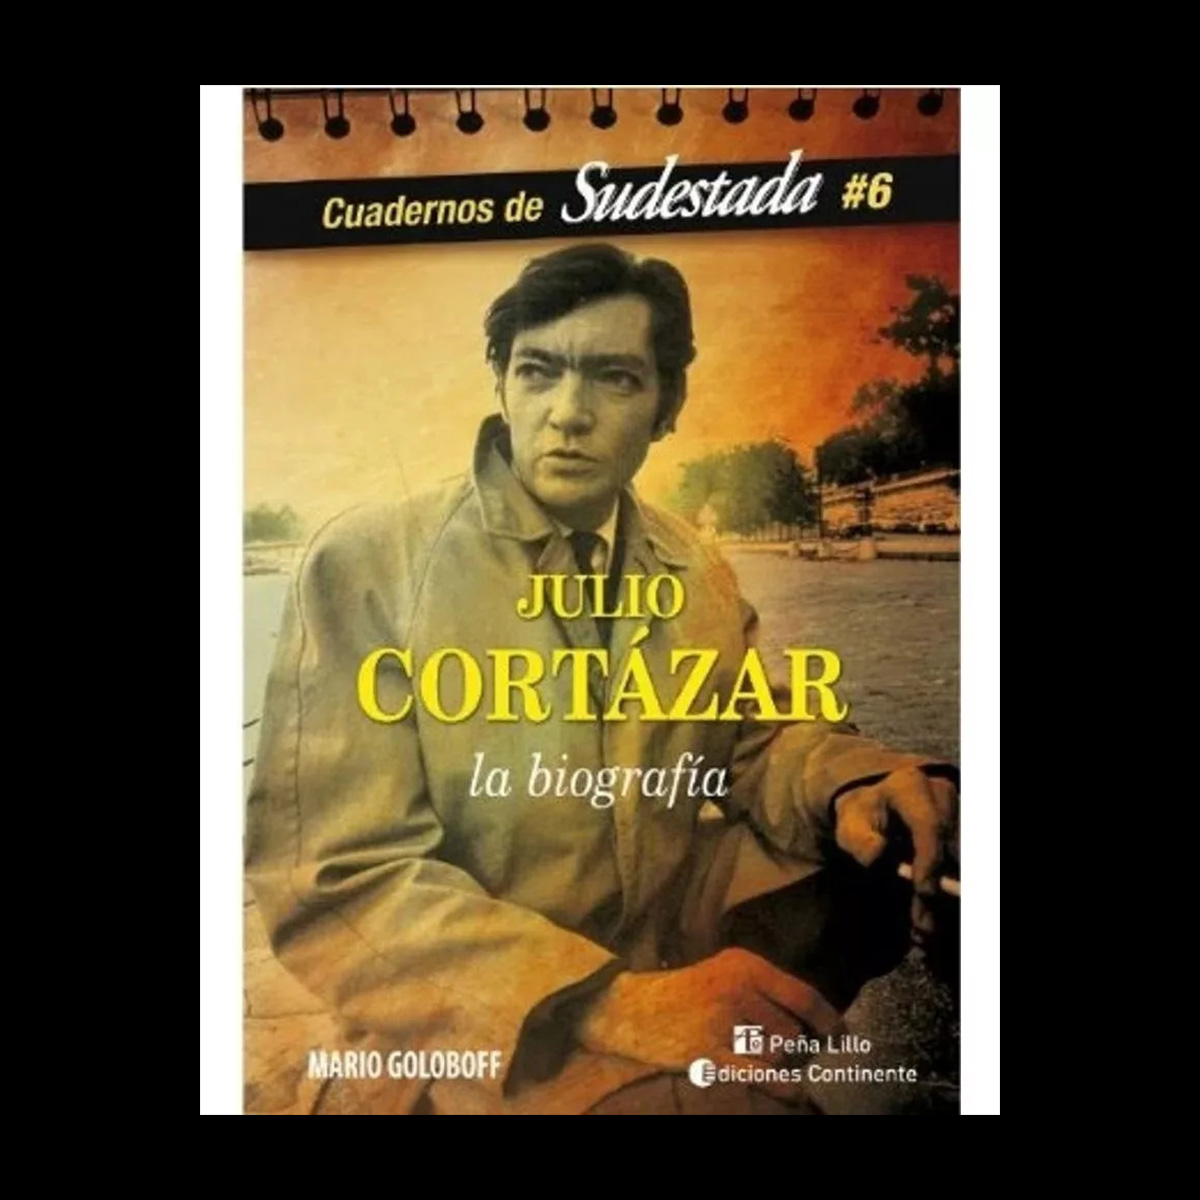 Cuadernos de Sudestada #6
JULIO
CORTÁZAR
la biografía
MARIO GOLOBOFF
Peña Lillo
Ediciones Continente